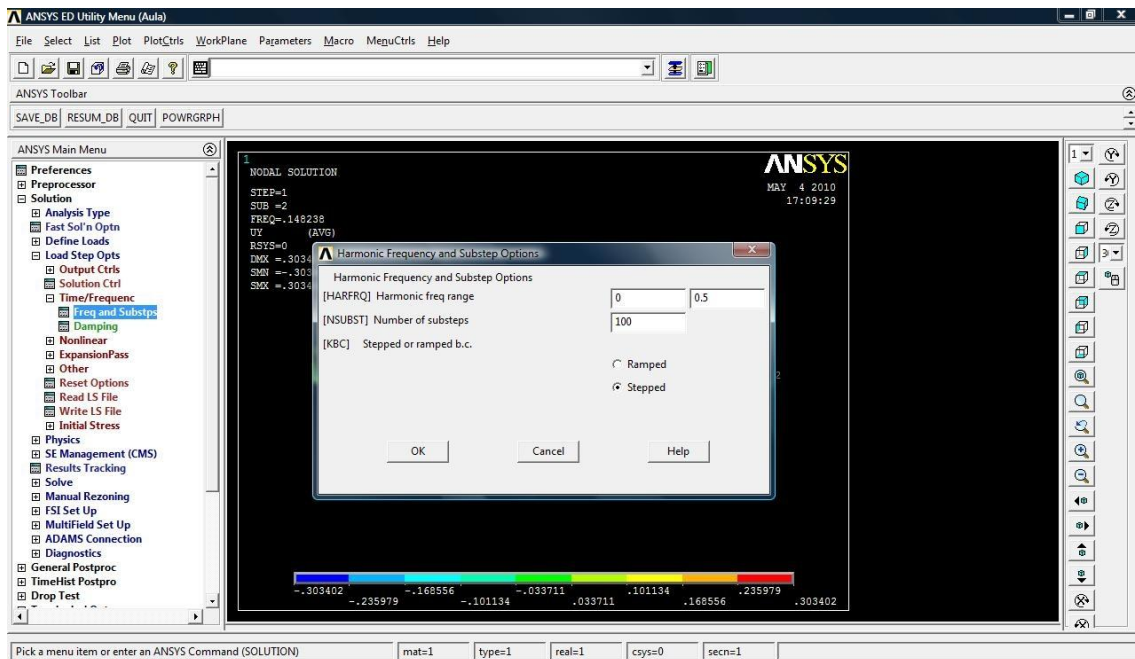 ANSYS ED Utility Menu (Aula)
File Select List Plot PlotCtrls WorkPlane Parameters Macro MenuCtrls Help
ANSYS Toolbar
SAVE_DB RESUM_DB QUIT POWRGRPH
ANSYS Main Menu
Preferences
Preprocessor
Solution
Analysis Type
Fast Sol'n Optn
Define Loads
Load Step Opts
Output Ctrls
Solution Ctrl
Time/Frequenc
Freq and Substps
Damping
Nonlinear
ExpansionPass
Other
Reset Options
Read LS File
Write LS File
Initial Stress
Physics
SE Management (CMS)
Results Tracking
Solve
Manual Rezoning
FSI Set Up
MultiField Set Up
ADAMS Connection
Diagnostics
General Postproc
TimeHist Postpro
Drop Test
1
NODAL SOLUTION
STEP=1
SUB =2
FREQ=.148238
UY (AVG)
RSYS=0
DMX =.3034
SMN =-.303
SMX =.3034
ANSYS
MAY 4 2010
17:09:29
Harmonic Frequency and Substep Options
Harmonic Frequency and Substep Options
[HARFRQ] Harmonic freq range 0 0.5
[NSUBST] Number of substeps 100
[KBC] Stepped or ramped b.c.
Ramped
Stepped
OK Cancel Help
2
-.303402 -.168556 -.033711 .101134 .235979
-.235979 -.101134 .033711 .168556 .303402
1
3
Pick a menu item or enter an ANSYS Command (SOLUTION) mat=1 type=1 real=1 csys=0 secn=1